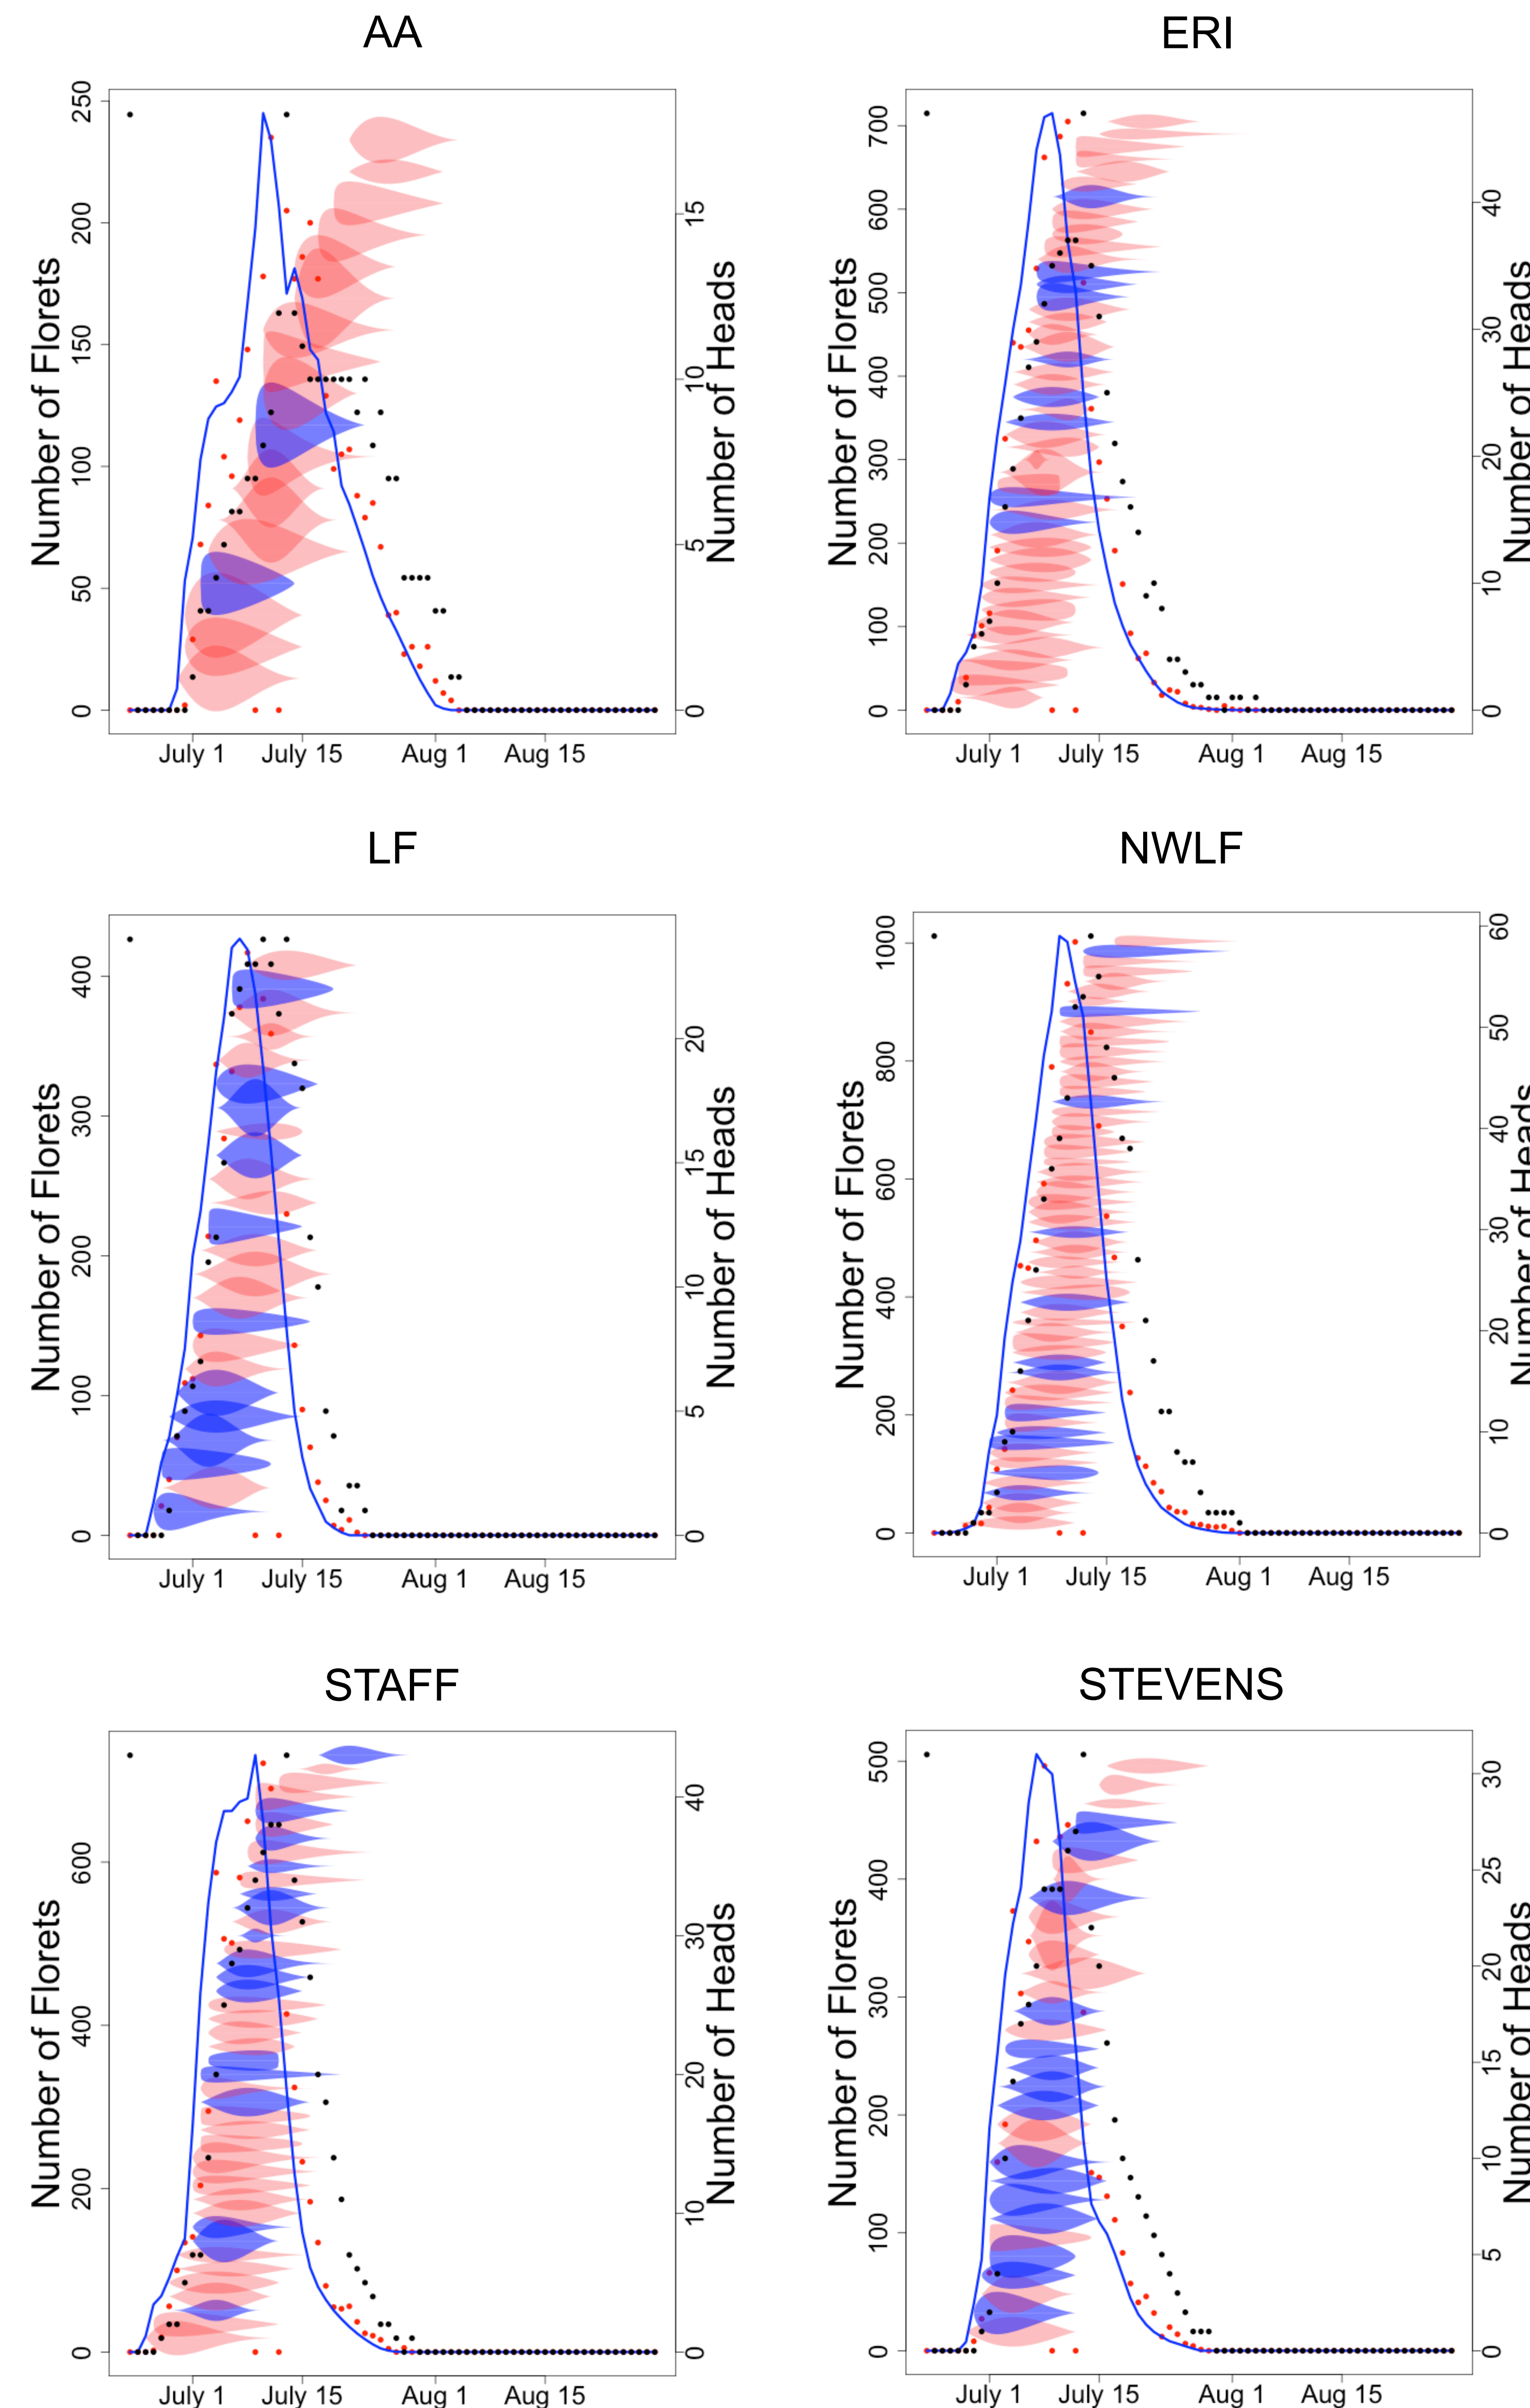 AA
Number of Florets
0 50 100 150 200 250
0 5 10 15
Number of Heads
July 1 July 15 Aug 1 Aug 15
ERI
Number of Florets
0 100 200 300 400 500 600 700
0 10 20 30 40
Number of Heads
July 1 July 15 Aug 1 Aug 15
LF
Number of Florets
0 100 200 300 400
0 5 10 15 20
Number of Heads
July 1 July 15 Aug 1 Aug 15
NWLF
Number of Florets
0 200 400 600 800 1000
0 10 20 30 40 50 60
Number of Heads
July 1 July 15 Aug 1 Aug 15
STAFF
Number of Florets
0 200 400 600
0 10 20 30 40
Number of Heads
July 1 July 15 Aug 1 Aug 15
STEVENS
Number of Florets
0 100 200 300 400 500
0 5 10 15 20 25 30
Number of Heads
July 1 July 15 Aug 1 Aug 15